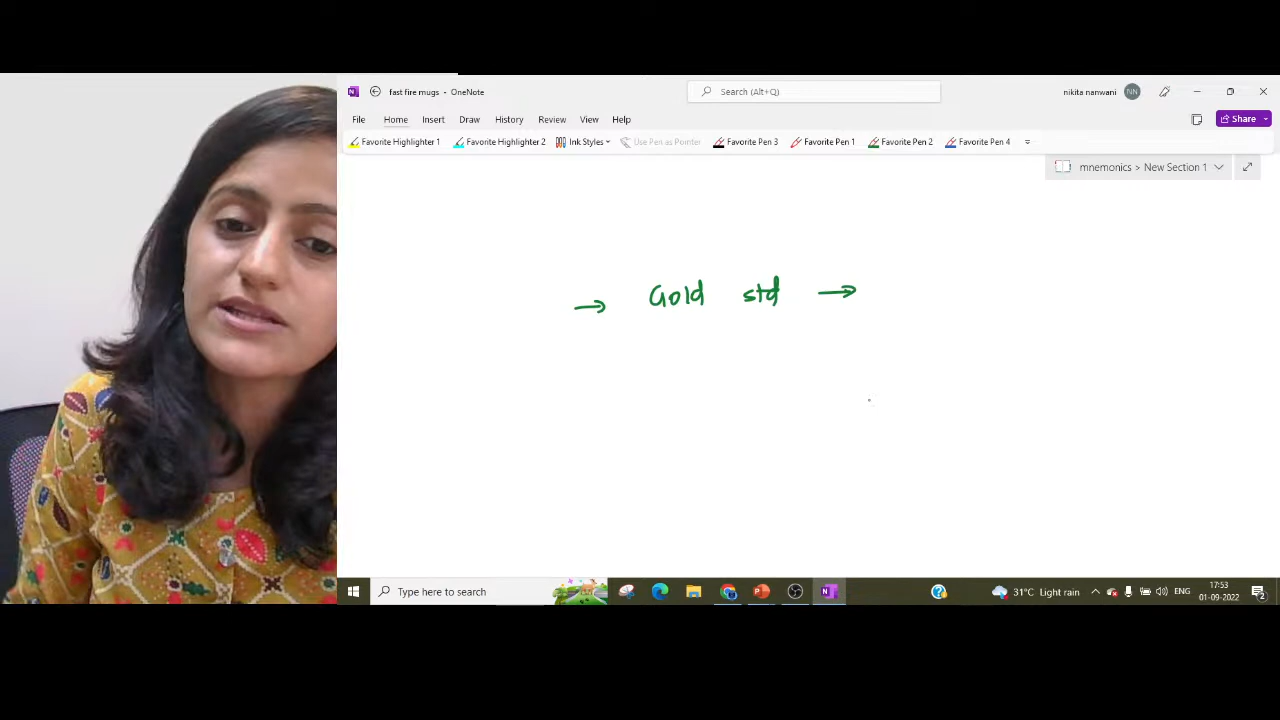 fast fire mugs - OneNote
Search (Alt+Q)
nikita nanwani NN
File Home Insert Draw History Review View Help
Share
Favorite Highlighter 1 Favorite Highlighter 2 Ink Styles Use Pen as Pointer Favorite Pen 3 Favorite Pen 1 Favorite Pen 2 Favorite Pen 4
mnemonics > New Section 1
→ Gold std →
Type here to search
31°C Light rain
ENG
17:53
01-09-2022
2